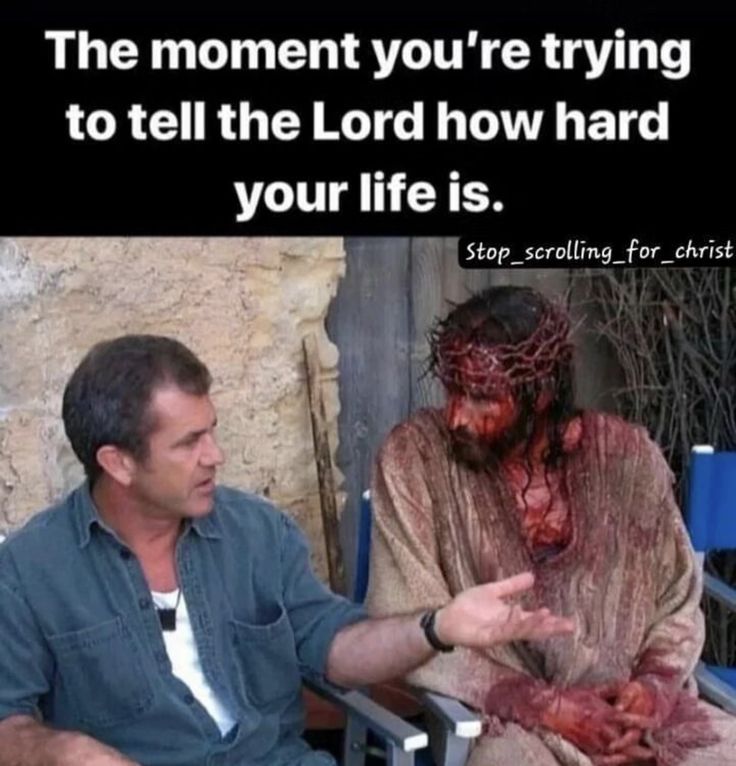 The moment you're trying
to tell the Lord how hard
your life is.
Stop_scrolling_for_christ